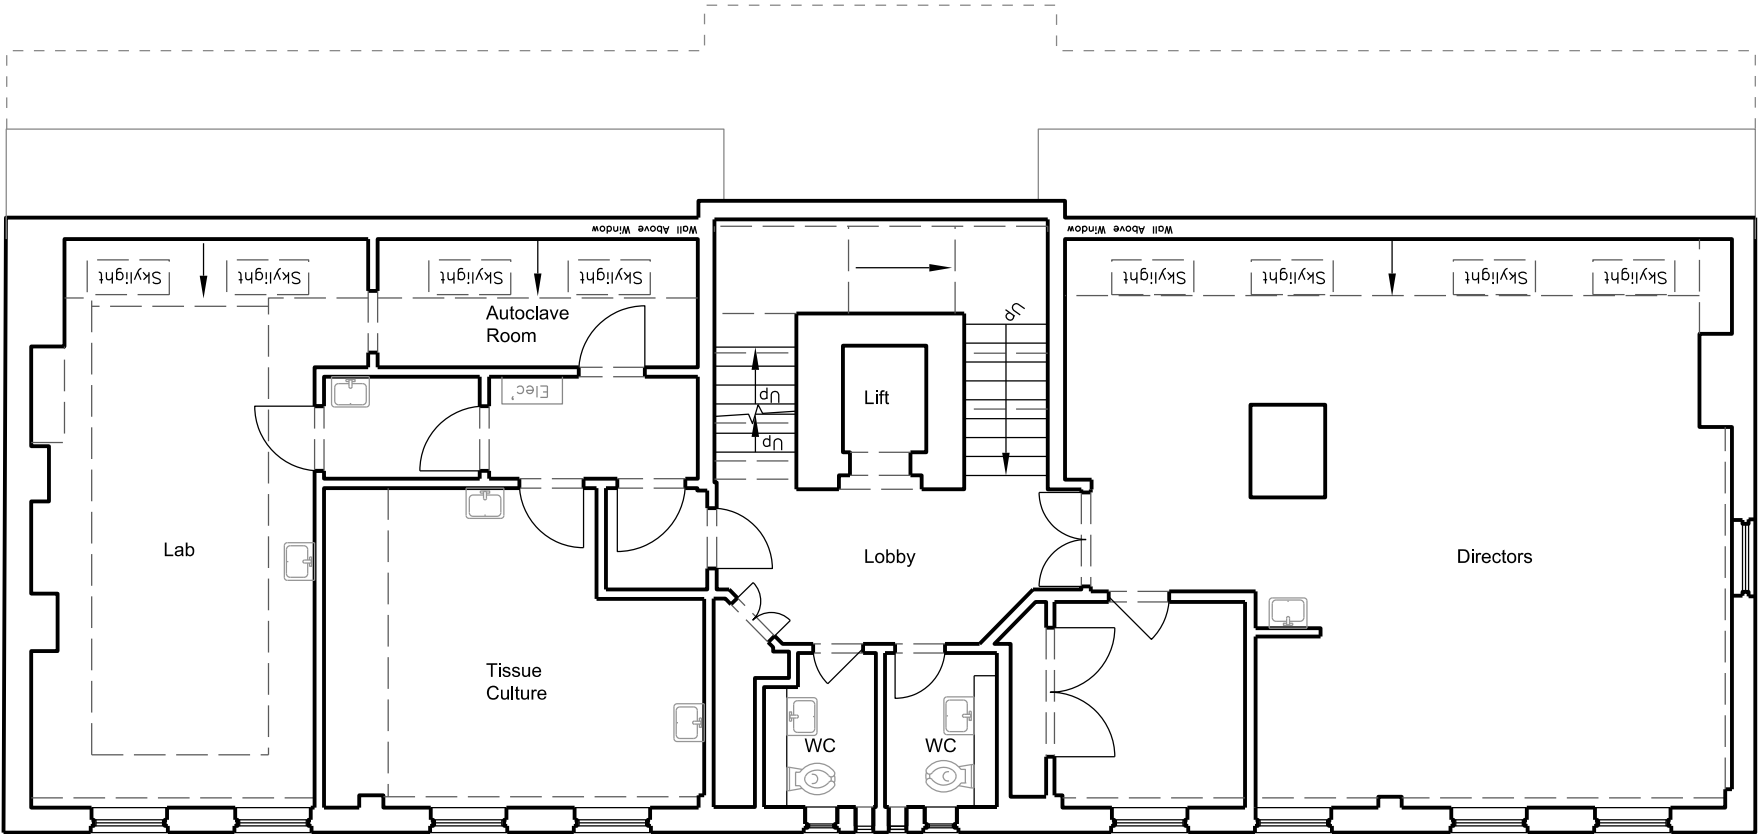 Wall Above Window
Wall Above Window
Skylight
Skylight
Skylight
Skylight
Skylight
Skylight
Skylight
Skylight
Up
Autoclave
Room
Elec'
Up
Lift
Up
Lab
Lobby
Directors
Tissue
Culture
WC
WC